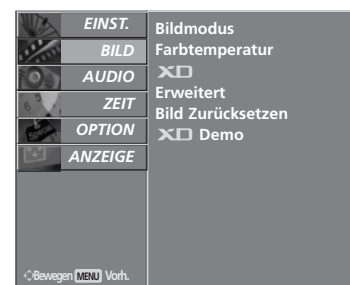 EINST.
BILD
AUDIO
ZEIT
OPTION
ANZEIGE
Bildmodus
Farbtemperatur
XD
Erweitert
Bild Zurücksetzen
XD Demo
Bewegen MENU Vorh.